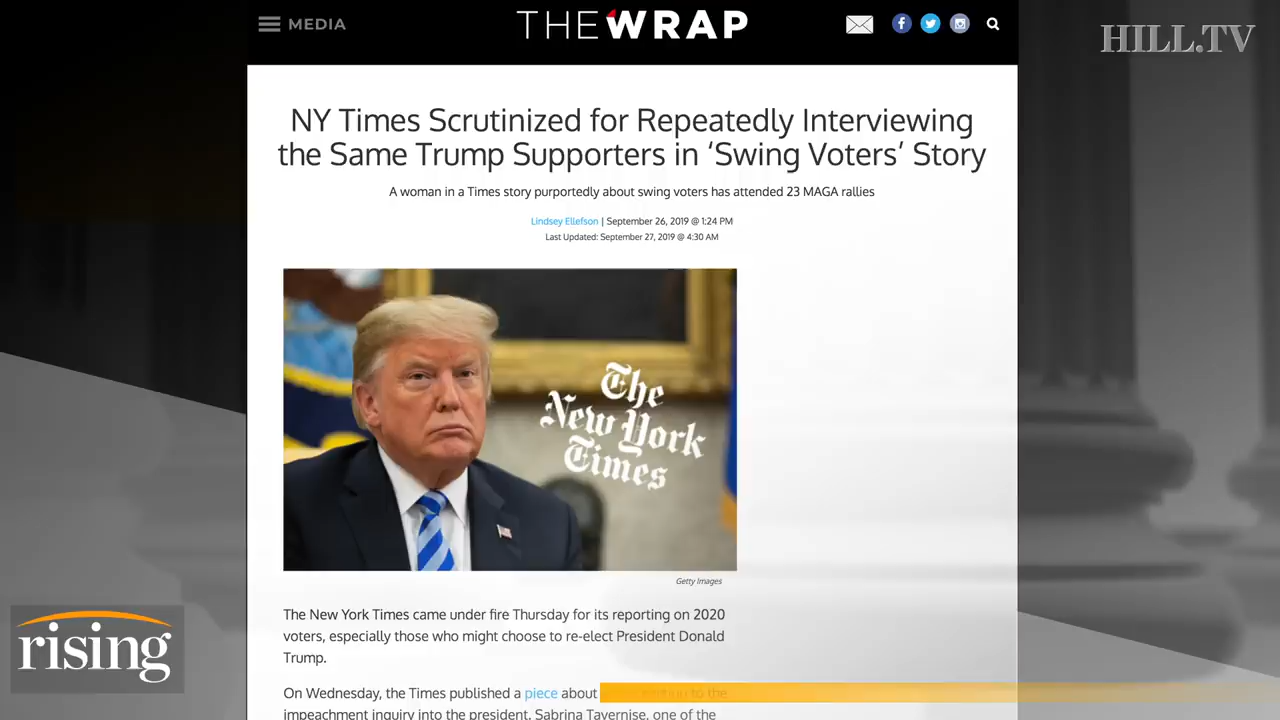 MEDIA
THEWRAP
HILL.TV
NY Times Scrutinized for Repeatedly Interviewing
the Same Trump Supporters in ‘Swing Voters’ Story
A woman in a Times story purportedly about swing voters has attended 23 MAGA rallies
Lindsey Ellefson | September 26, 2019 @ 1:24 PM
Last Updated: September 27, 2019 @ 4:30 AM
The
New York
Times
Getty Images
The New York Times came under fire Thursday for its reporting on 2020
voters, especially those who might choose to re-elect President Donald
Trump.
On Wednesday, the Times published a piece about to the
impeachment inquiry into the president. Sabrina Tavernise, one of the
rising